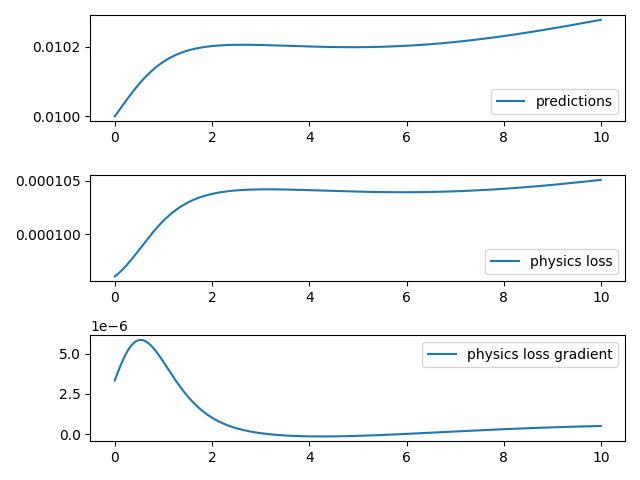 0.0102
0.0100
predictions
0 2 4 6 8 10
0.000105
0.000100
physics loss
0 2 4 6 8 10
1e−6
5.0
2.5
0.0
physics loss gradient
0 2 4 6 8 10